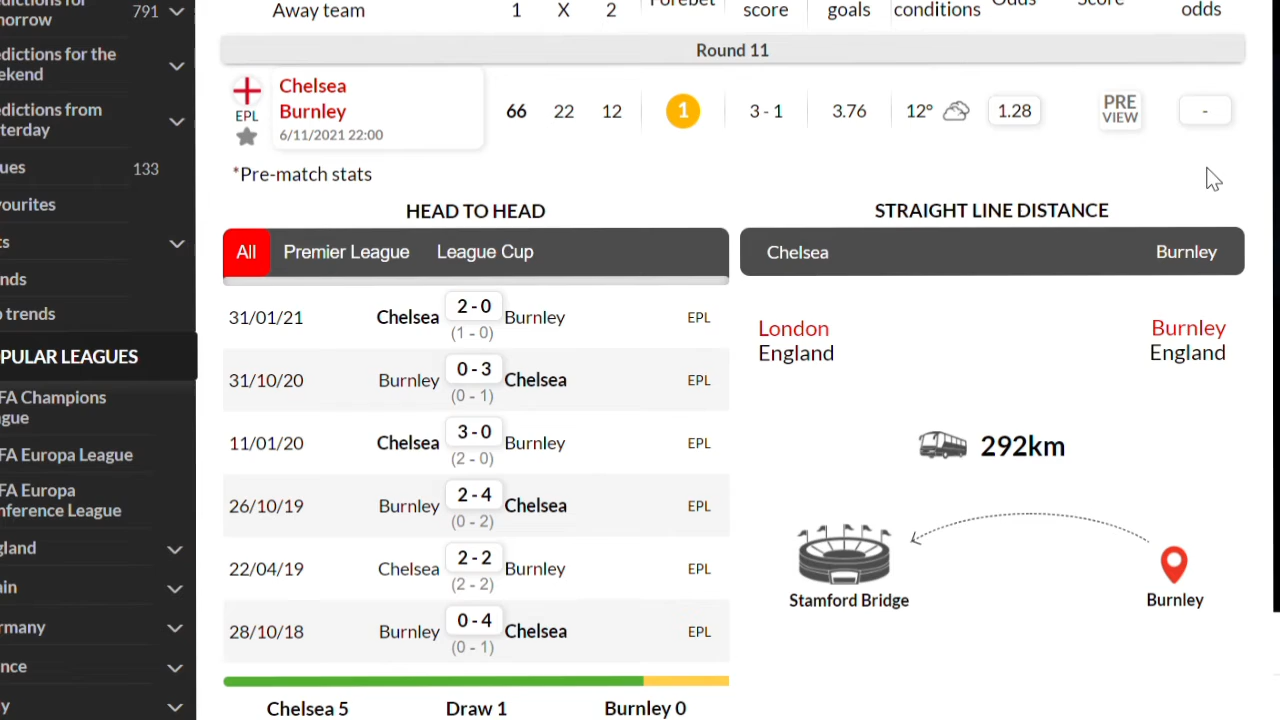 791
morrow
edictions for the
ekend
edictions from
terday
ues 133
vourites
ts
nds
trends
PULAR LEAGUES
FA Champions
ague
FA Europa League
FA Europa
nference League
gland
ain
rmany
nce
y
Away team 1 X 2 score goals conditions odds
Round 11
EPL
Chelsea
Burnley
6/11/2021 22:00
66 22 12 1 3 - 1 3.76 12° 1.28 PRE VIEW -
*Pre-match stats
HEAD TO HEAD
All Premier League League Cup
31/01/21 Chelsea 2 - 0 Burnley EPL
(1 - 0)
31/10/20 Burnley 0 - 3 Chelsea EPL
(0 - 1)
11/01/20 Chelsea 3 - 0 Burnley EPL
(2 - 0)
26/10/19 Burnley 2 - 4 Chelsea EPL
(0 - 2)
22/04/19 Chelsea 2 - 2 Burnley EPL
(2 - 2)
28/10/18 Burnley 0 - 4 Chelsea EPL
(0 - 1)
Chelsea 5 Draw 1 Burnley 0
STRAIGHT LINE DISTANCE
Chelsea Burnley
London Burnley
England England
292km
Stamford Bridge Burnley